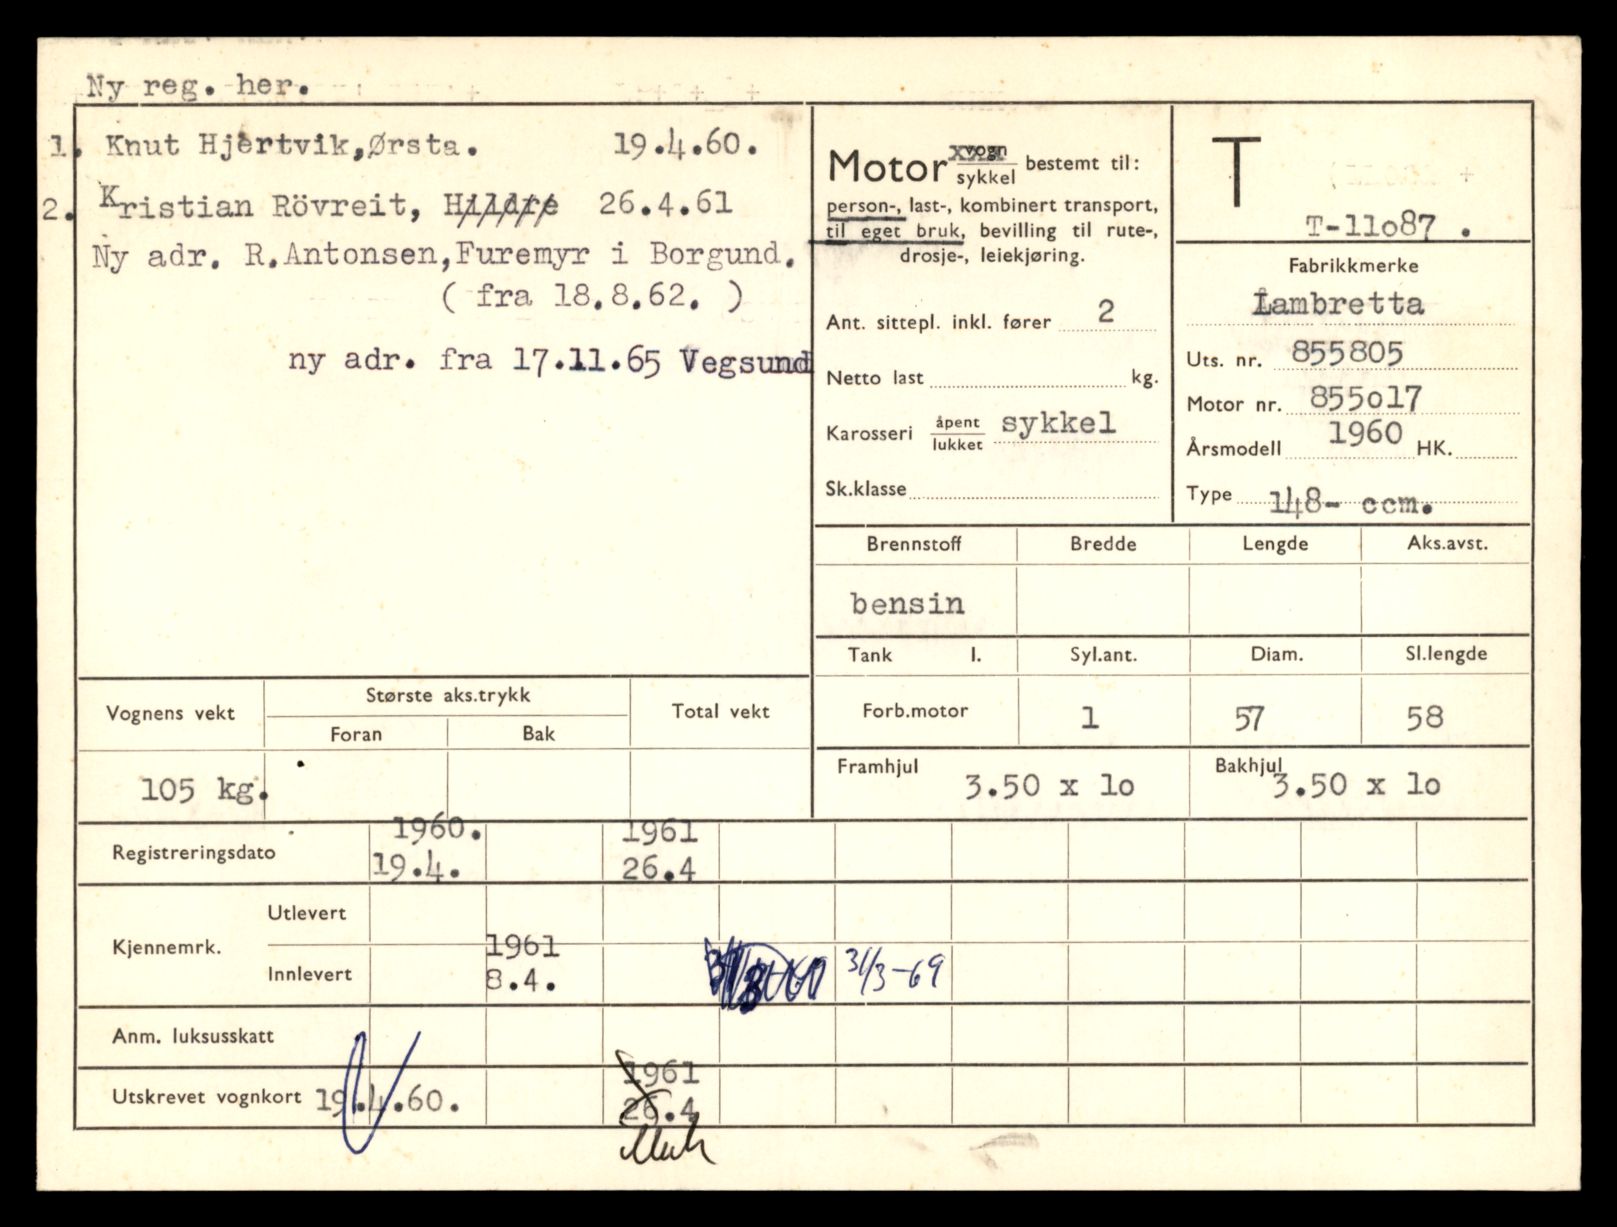 Ny reg. her.
1. Knut Hjertvik,Ørsta. 19.4.60.
2. Kristian Rövreit, Hildre 26.4.61
Ny adr. R.Antonsen,Furemyr i Borgund.
( fra 18.8.62. )
ny adr. fra 17.11.65 Vegsund
Motor vogn
sykkel bestemt til:
person-, last-, kombinert transport,
til eget bruk, bevilling til rute-,
drosje-, leiekjøring.
Ant. sittepl. inkl. fører 2
Netto last kg.
Karosseri åpent
lukket sykkel
Sk.klasse
T
T-11o87 .
Fabrikkmerke
Lambretta
Uts. nr. 855805
Motor nr. 855o17
Årsmodell 1960 HK.
Type 148- ccm.
Brennstoff Bredde Lengde Aks.avst.
bensin
Tank l. Syl.ant. Diam. Sl.lengde
Forb.motor 1 57 58
Framhjul 3.50 x 1o Bakhjul 3.50 x 1o
Vognens vekt Største aks.trykk Total vekt
Foran Bak
105 kg.
1960. 1961
Registreringsdato 19.4. 26.4
Kjennemrk. Utlevert
1961
Innlevert 8.4. 31/3-69
Anm. luksusskatt
1961
Utskrevet vognkort 19.4.60. 26.4